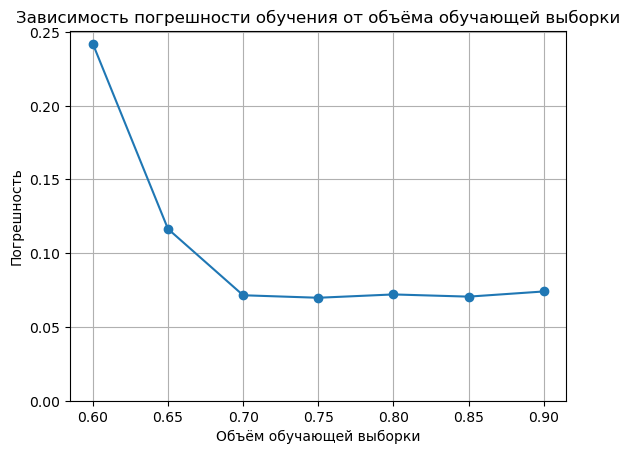 Зависимость погрешности обучения от объёма обучающей выборки
0.25
0.20
0.15
0.10
0.05
0.00
Погрешность
0.60 0.65 0.70 0.75 0.80 0.85 0.90
Объём обучающей выборки